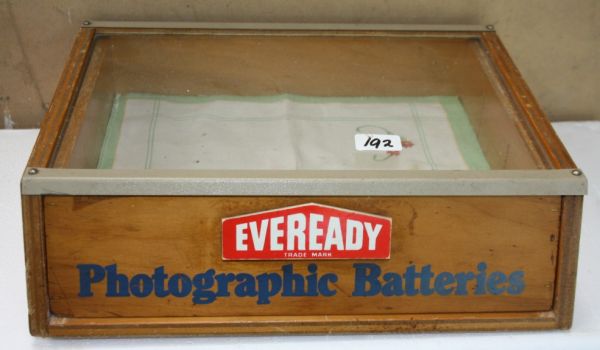 192
EVEREADY
TRADE MARK
Photographic Batteries